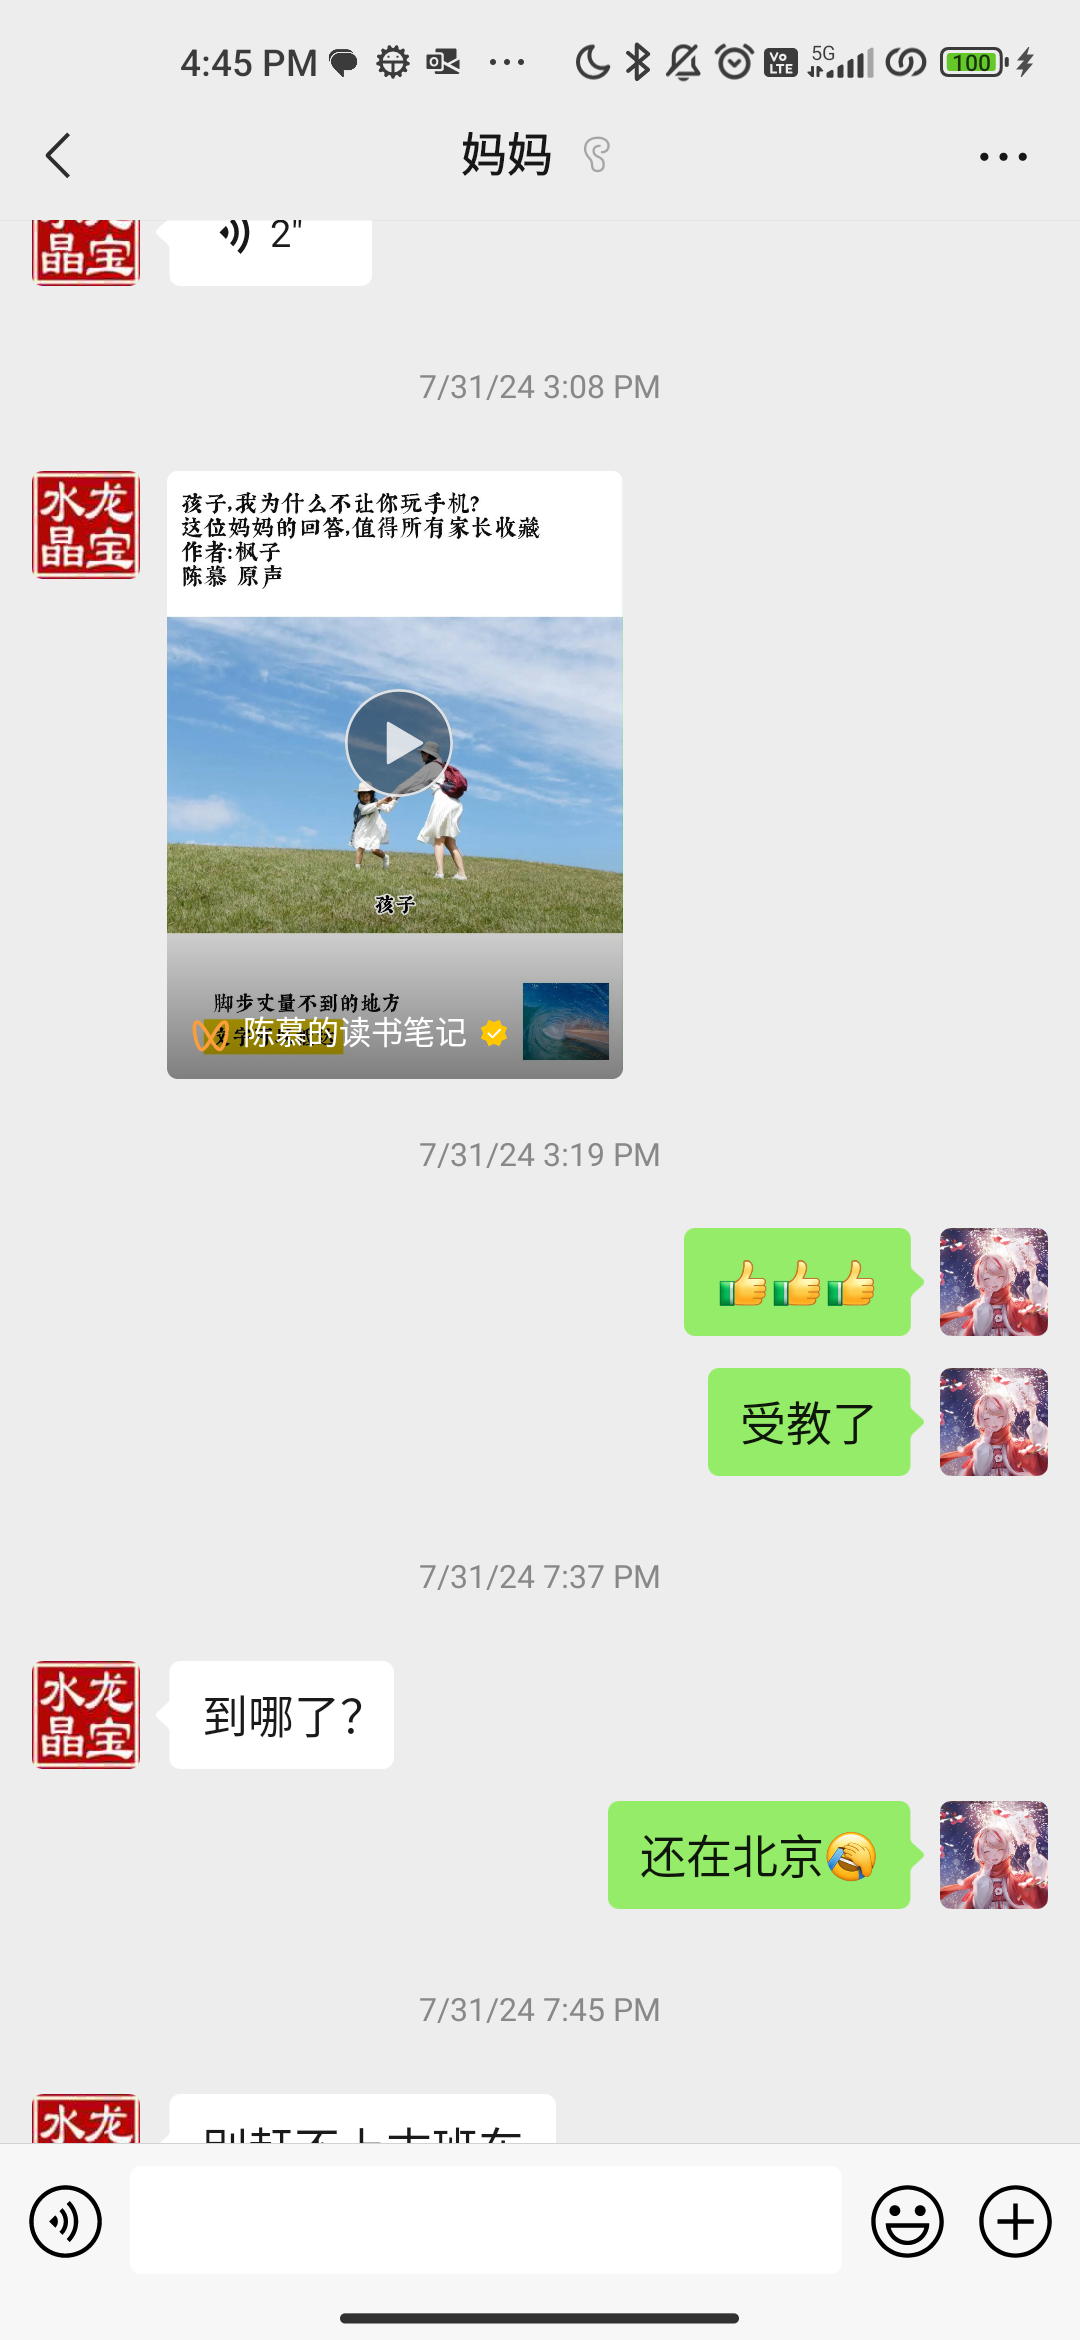 4:45 PM
5G
Vo
LTE
100
妈妈
晶宝
2"
7/31/24 3:08 PM
水龙
晶宝
孩子,我为什么不让你玩手机?
这位妈妈的回答,值得所有家长收藏
作者:枫子
陈慕 原声
孩子
脚步丈量不到的地方
陈慕的读书笔记
7/31/24 3:19 PM
👍👍👍
受教了
7/31/24 7:37 PM
水龙
晶宝
到哪了?
还在北京🤦
7/31/24 7:45 PM
水龙